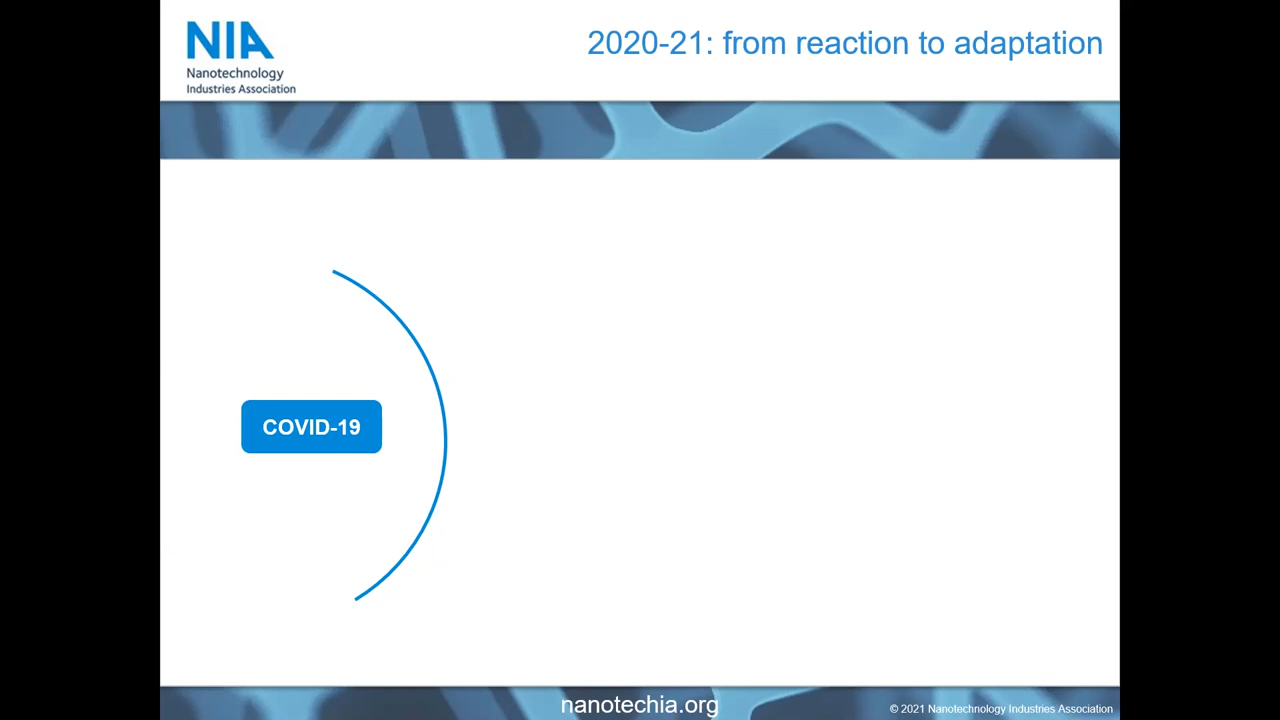 NIA
Nanotechnology
Industries Association
2020-21: from reaction to adaptation
COVID-19
nanotechia.org
© 2021 Nanotechnology Industries Association